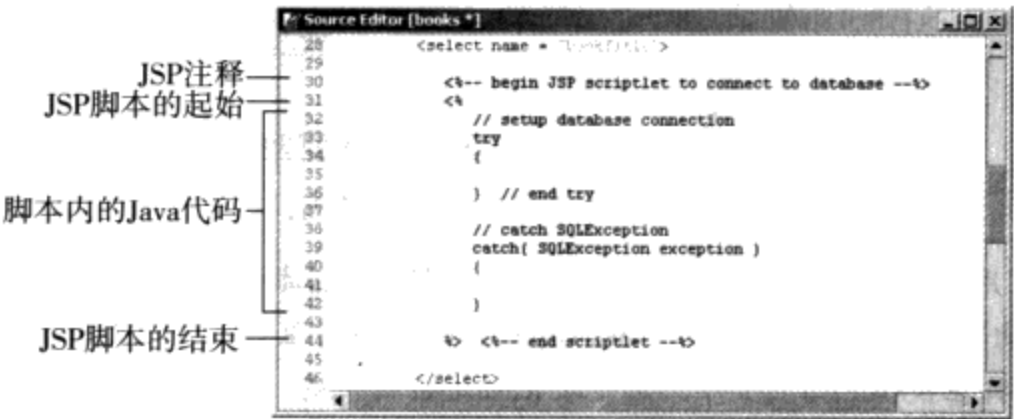 Source Editor [books *]
28 <select name = "bookTitle">
29
JSP注释
30 <%-- begin JSP scriptlet to connect to database --%>
JSP脚本的起始
31 <%
32 // setup database connection
33 try
34 {
35
脚本内的Java代码
36 } // end try
37
38 // catch SQLException
39 catch( SQLException exception )
40 {
41
42 }
43
JSP脚本的结束
44 %> <%-- end scriptlet --%>
45
46 </select>